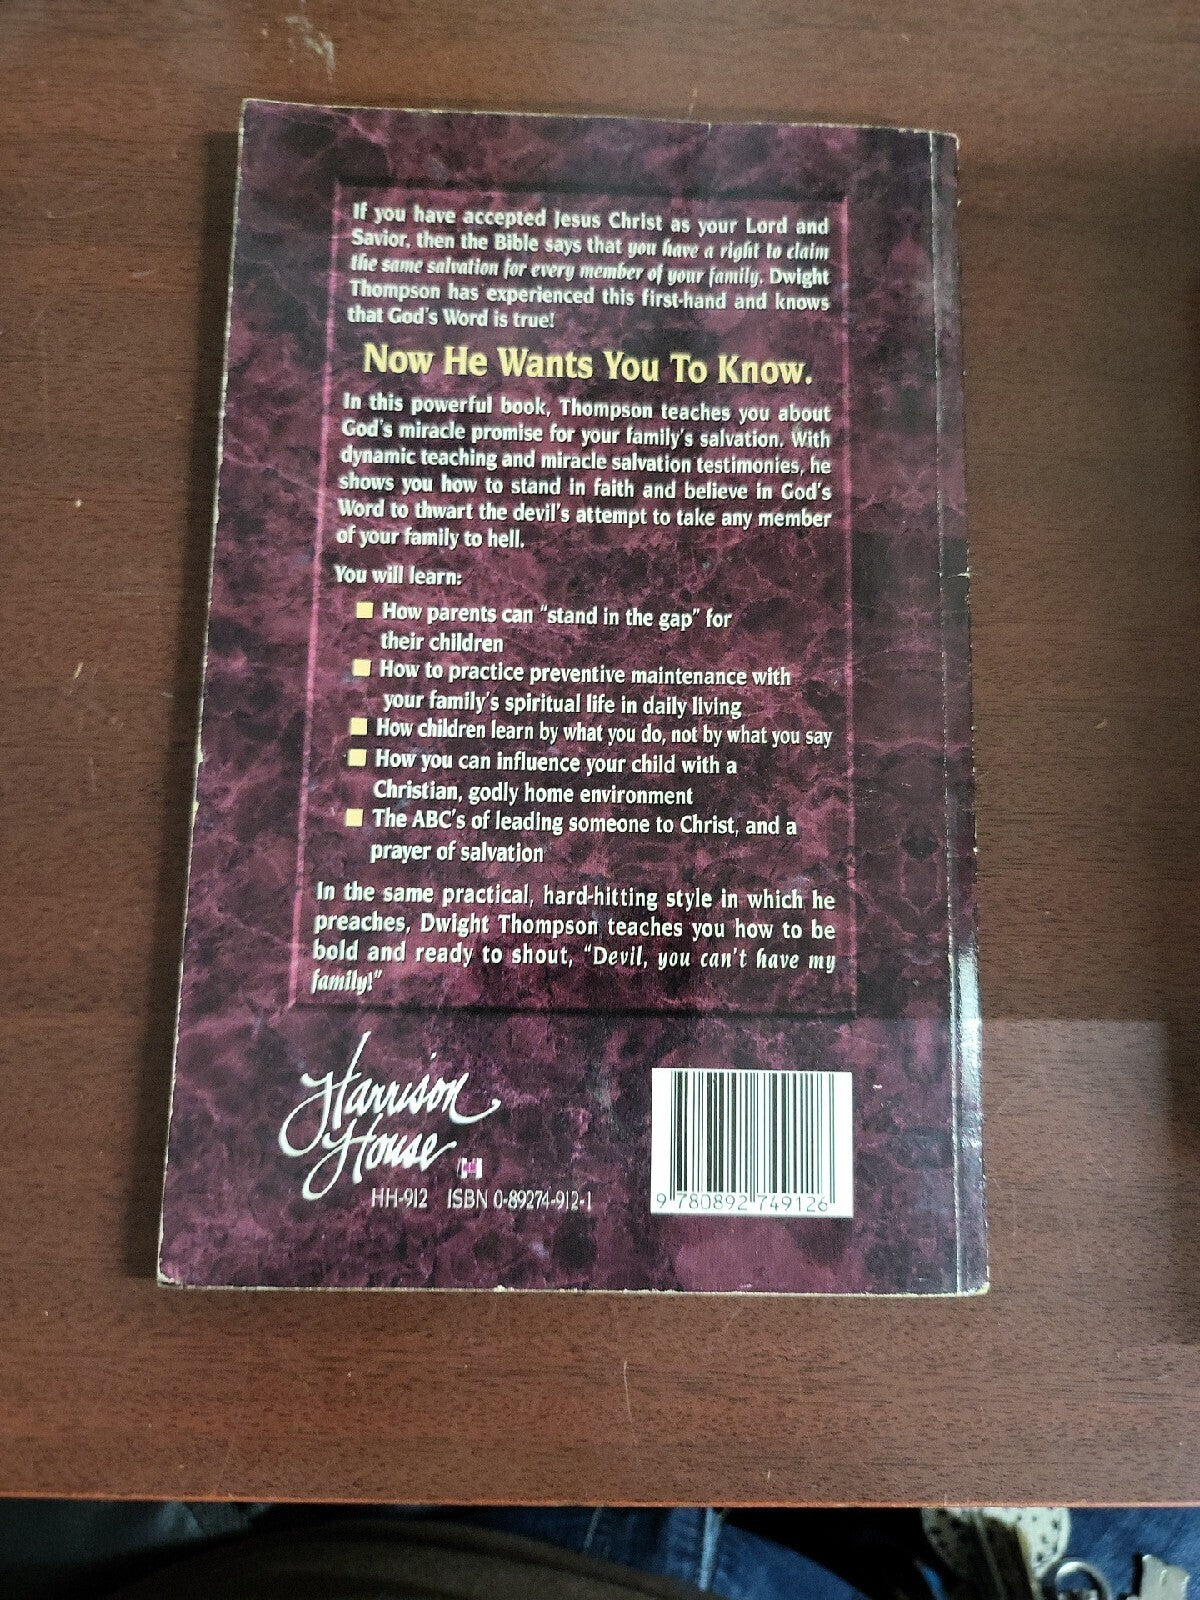 If you have accepted Jesus Christ as your Lord and
Savior, then the Bible says that you have a right to claim
the same salvation for every member of your family. Dwight
Thompson has experienced this first-hand and knows
that God's Word is true!
Now He Wants You To Know.
In this powerful book, Thompson teaches you about
God's miracle promise for your family's salvation. With
dynamic teaching and miracle salvation testimonies, he
shows you how to stand in faith and believe in God's
Word to thwart the devil's attempt to take any member
of your family to hell.
You will learn:
How parents can "stand in the gap" for
their children
How to practice preventive maintenance with
your family's spiritual life in daily living
How children learn by what you do, not by what you say
How you can influence your child with a
Christian, godly home environment
The ABC's of leading someone to Christ, and a
prayer of salvation
In the same practical, hard-hitting style in which he
preaches, Dwight Thompson teaches you how to be
bold and ready to shout, "Devil, you can't have my
family!"
Harrison
House
HH-912 ISBN 0-89274-912-1
9 780892 749126